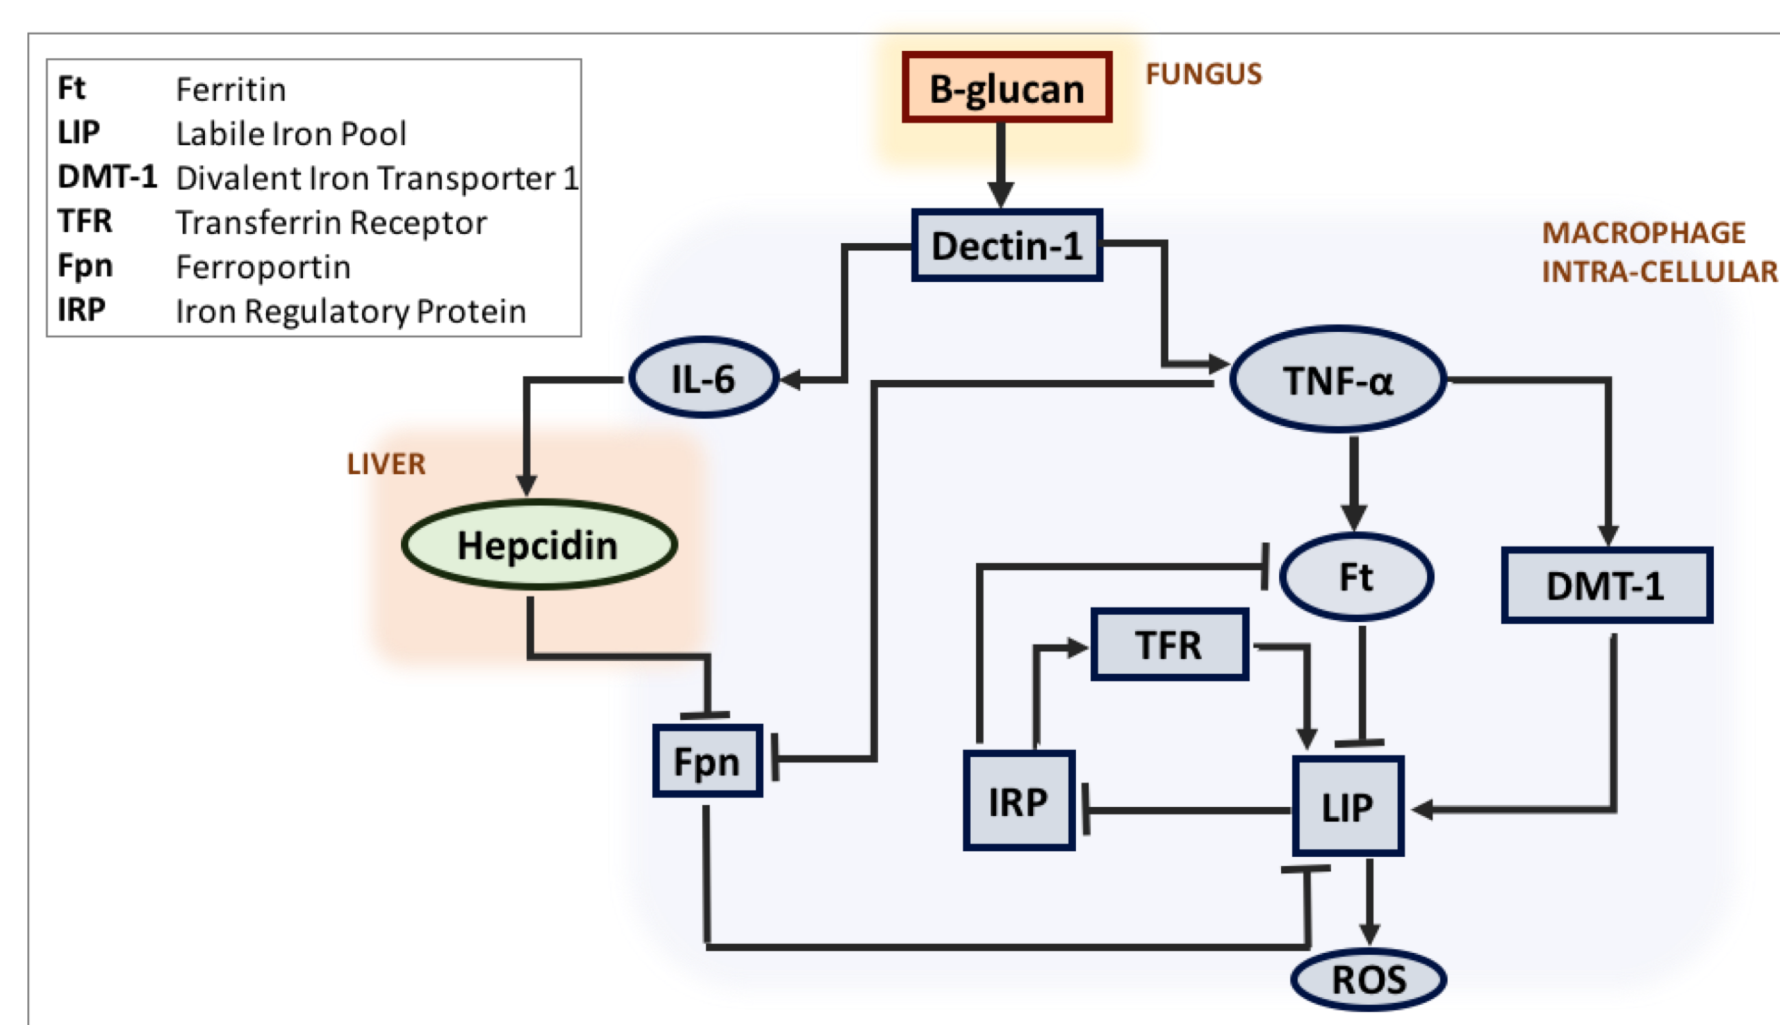 Ft Ferritin
LIP Labile Iron Pool
DMT-1 Divalent Iron Transporter 1
TFR Transferrin Receptor
Fpn Ferroportin
IRP Iron Regulatory Protein
B-glucan
FUNGUS
Dectin-1
MACROPHAGE
INTRA-CELLULAR
IL-6
TNF-α
LIVER
Hepcidin
Ft
DMT-1
TFR
Fpn
IRP
LIP
ROS